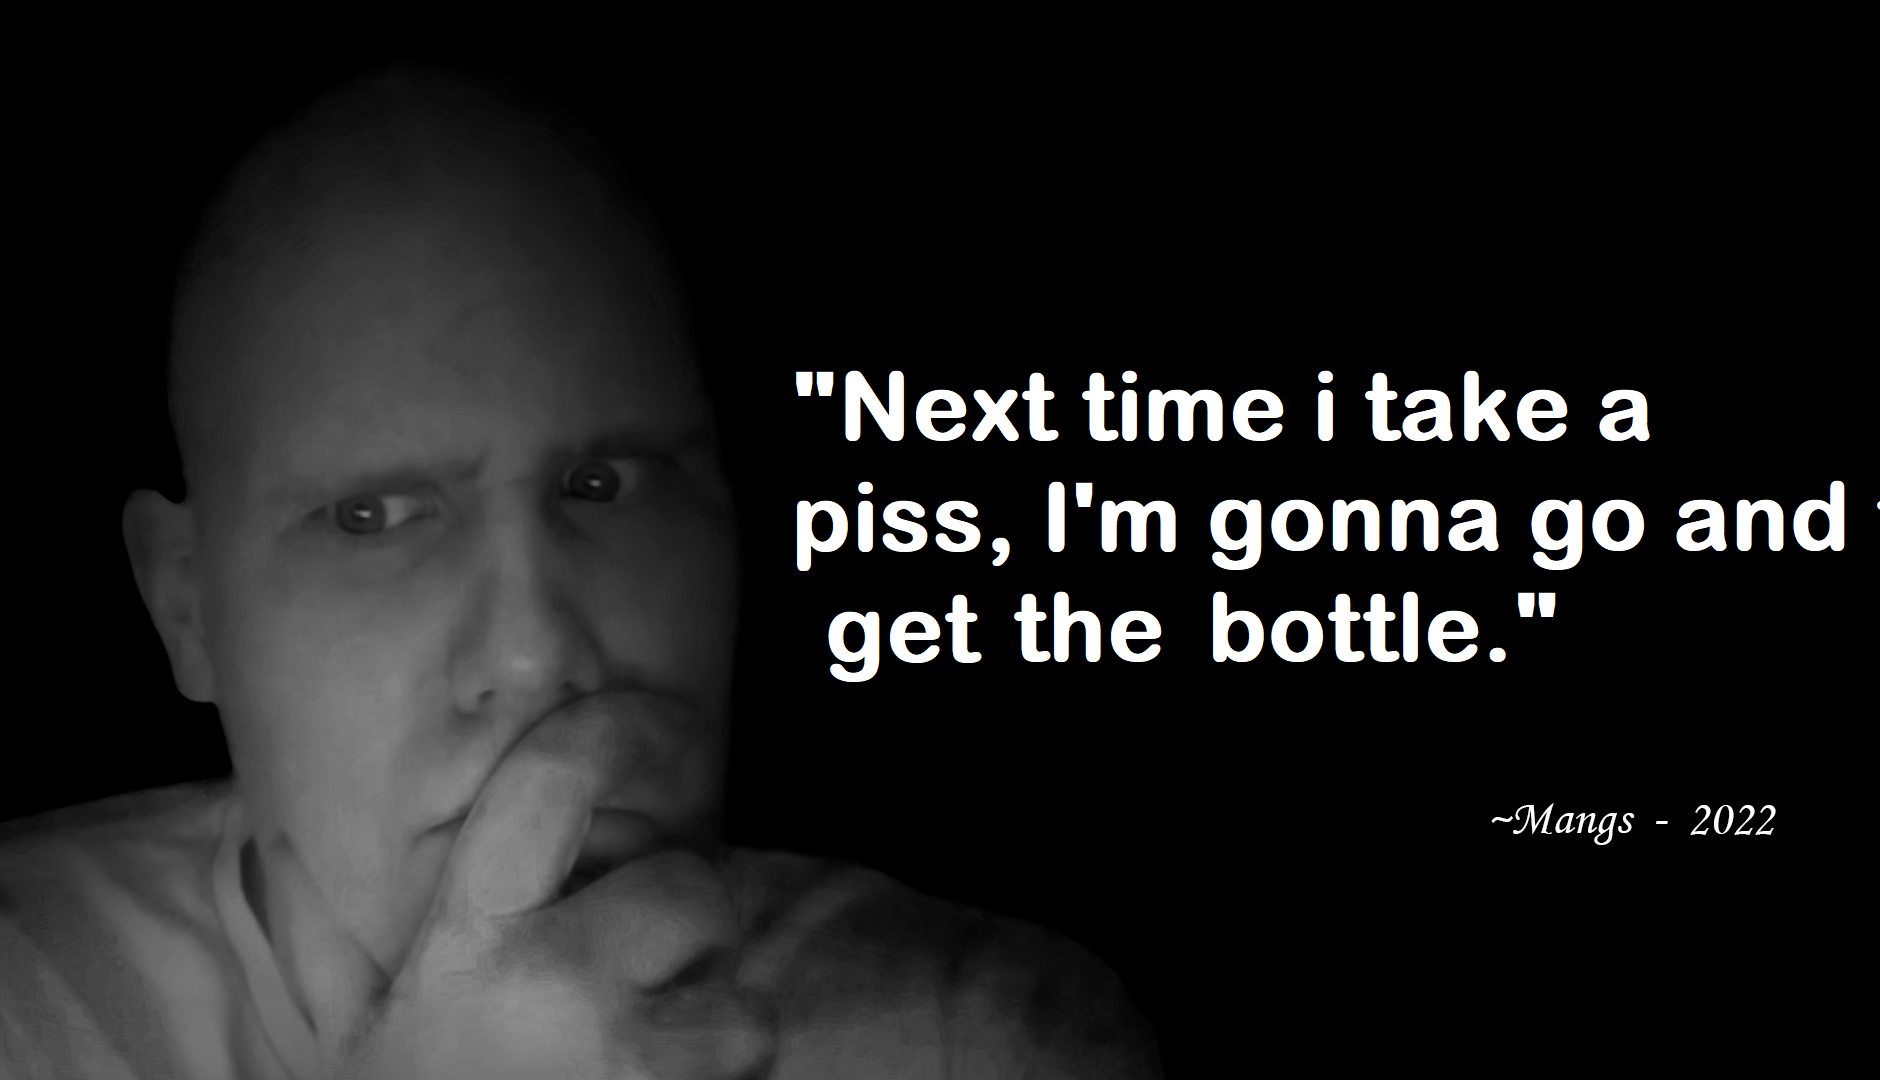 "Next time i take a
piss, I'm gonna go and
get the bottle."
~Mangs - 2022